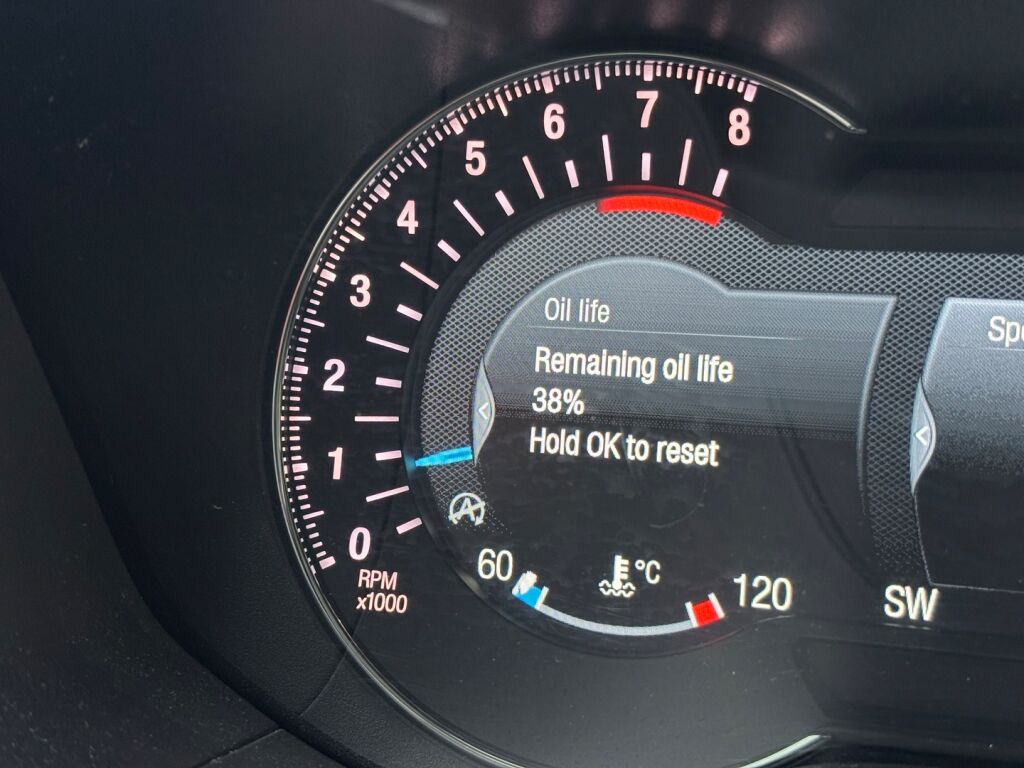 8
7
6
5
4
3
2
1
0
RPM
x1000
Oil life
Remaining oil life
38%
Hold OK to reset
60
°C
120
SW